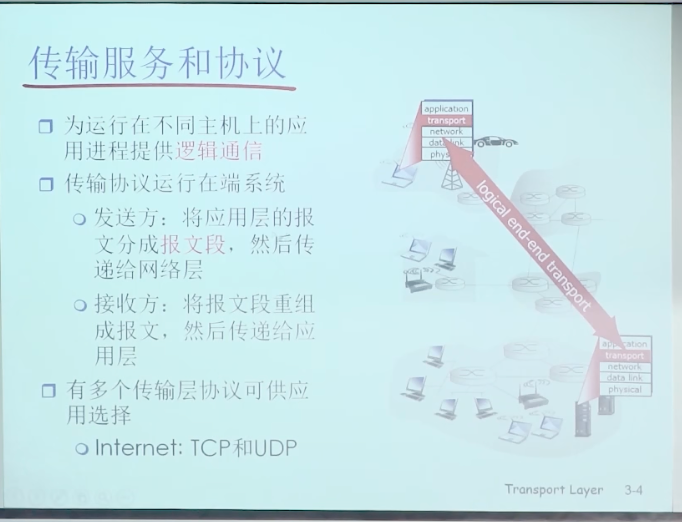 传输服务和协议
为运行在不同主机上的应
用进程提供逻辑通信
传输协议运行在端系统
发送方：将应用层的报
文分成报文段，然后传
递给网络层
接收方：将报文段重组
成报文，然后传递给应
用层
有多个传输层协议可供应
用选择
Internet: TCP和UDP
application
transport
network
data link
logical end-end transport
application
transport
network
data link
physical
Transport Layer 3-4